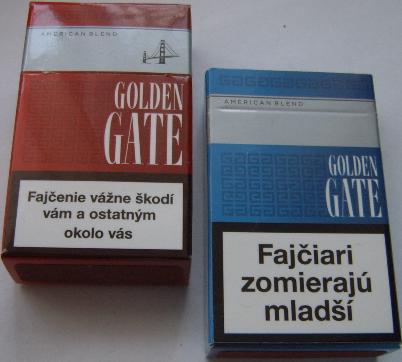 AMERICAN BLEND
GOLDEN
GATE
Fajčenie vážne škodí
vám a ostatným
okolo vás
AMERICAN BLEND
GOLDEN
GATE
Fajčiari
zomierajú
mladší